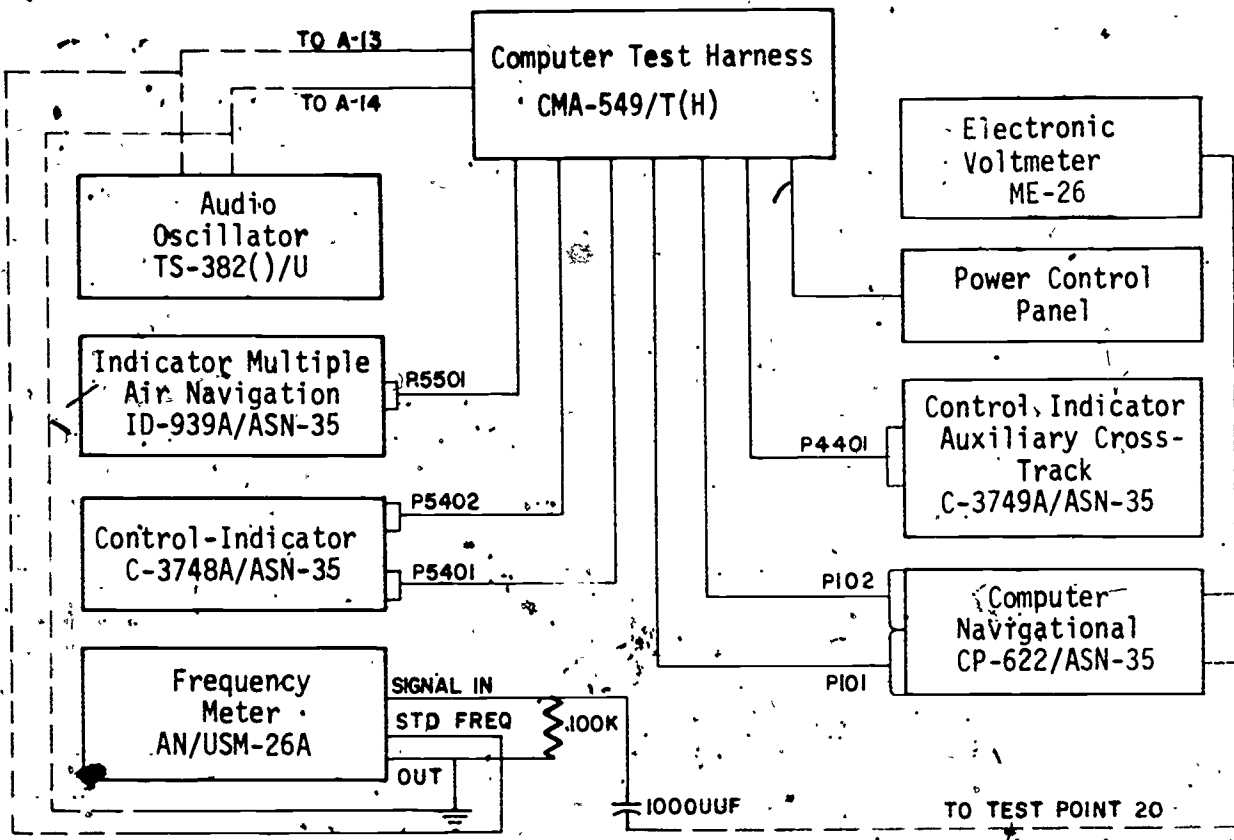 TO A-13
TO A-14
Computer Test Harness
CMA-549/T(H)
Audio
Oscillator
TS-382()/U
Electronic
Voltmeter
ME-26
Power Control
Panel
Indicator Multiple
Air Navigation
ID-939A/ASN-35
P5501
Control Indicator
Auxiliary Cross-
Track
C-3749A/ASN-35
P4401
Control-Indicator
C-3748A/ASN-35
P5402
P5401
Computer
Navigational
CP-622/ASN-35
P102
P101
Frequency
Meter
AN/USM-26A
SIGNAL IN
STD FREQ
OUT
100K
1000UUF
TO TEST POINT 20